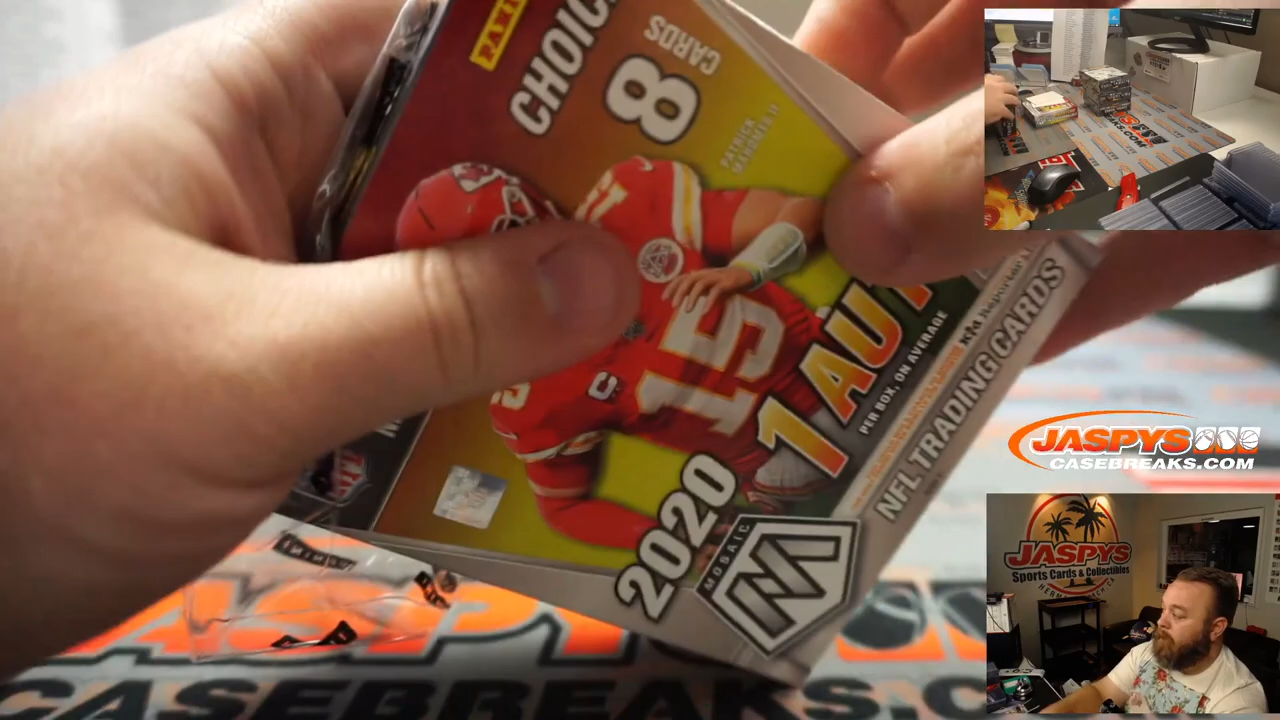 PANINI
CHOICE
8
CARDS
PATRICK
MAHOMES II
15
C
1 AUT
PER BOX, ON AVERAGE
NFL TRADING CARDS
2020
MOSAIC
JASPYS
CASEBREAKS.COM
JASPYS
Sports Cards & Collectibles
CASEBREAKS.C